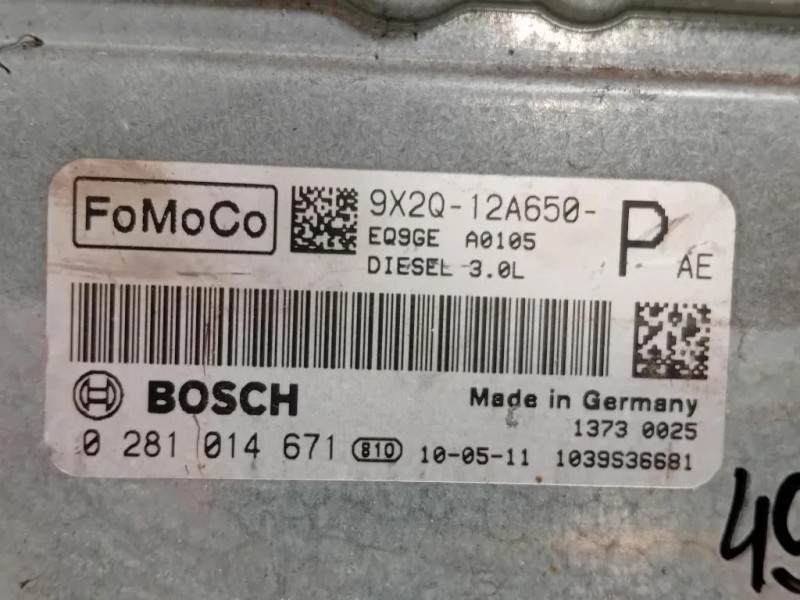 FoMoCo
9X2Q-12A650-
P
AE
EQ9GE A0105
DIESEL 3.0L
BOSCH
Made in Germany
1373 0025
0 281 014 671 810 10-05-11 1039S36681
49